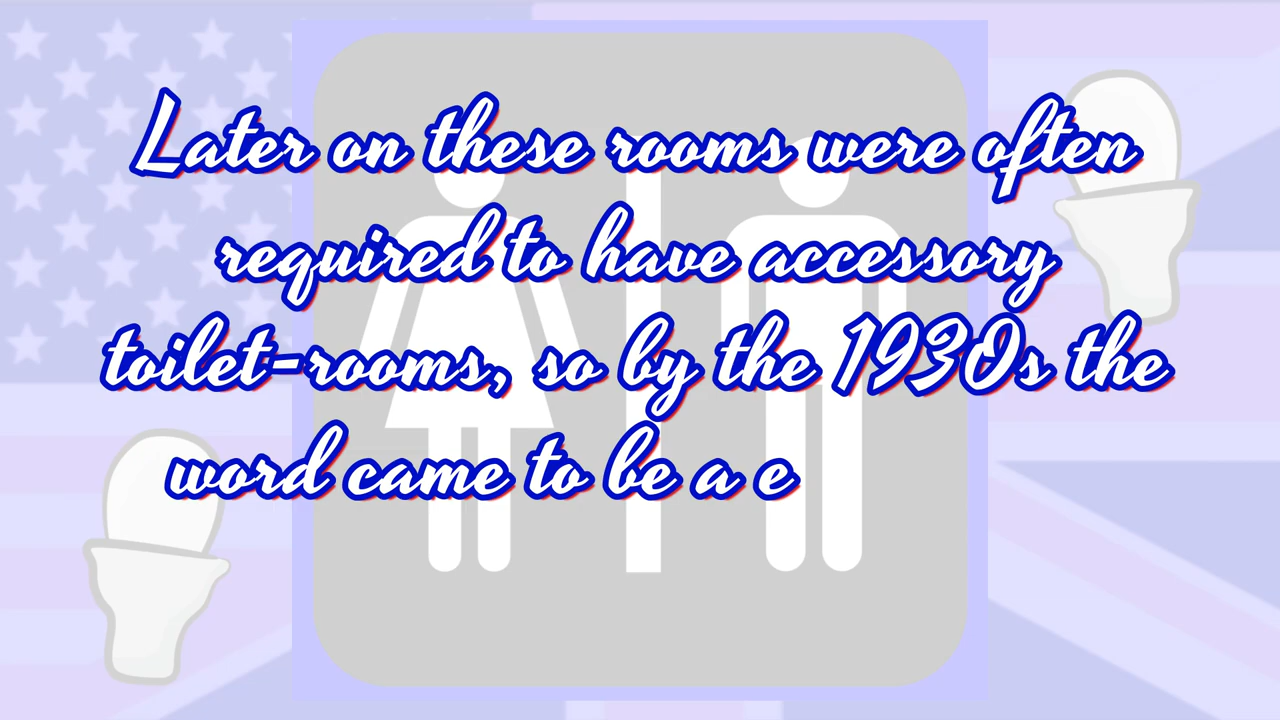 Later on these rooms were often
required to have accessory
toilet-rooms, so by the 1930s the
word came to be a e